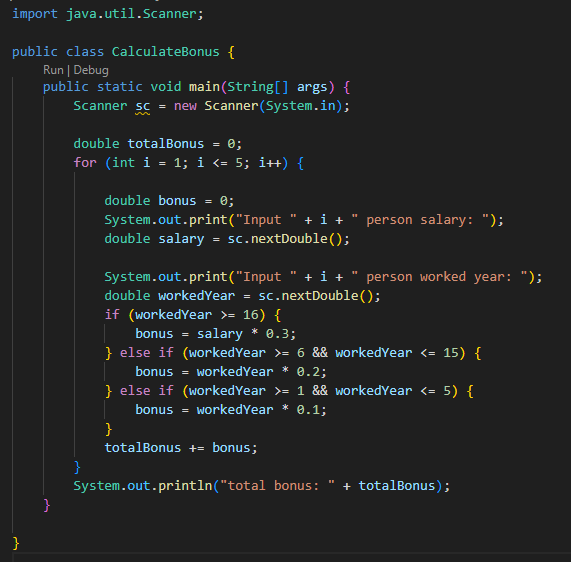 import java.util.Scanner;
public class CalculateBonus {
Run | Debug
public static void main(String[] args) {
Scanner sc = new Scanner(System.in);
double totalBonus = 0;
for (int i = 1; i <= 5; i++) {
double bonus = 0;
System.out.print("Input " + i + " person salary: ");
double salary = sc.nextDouble();
System.out.print("Input " + i + " person worked year: ");
double workedYear = sc.nextDouble();
if (workedYear >= 16) {
bonus = salary * 0.3;
} else if (workedYear >= 6 && workedYear <= 15) {
bonus = workedYear * 0.2;
} else if (workedYear >= 1 && workedYear <= 5) {
bonus = workedYear * 0.1;
}
totalBonus += bonus;
}
System.out.println("total bonus: " + totalBonus);
}
}